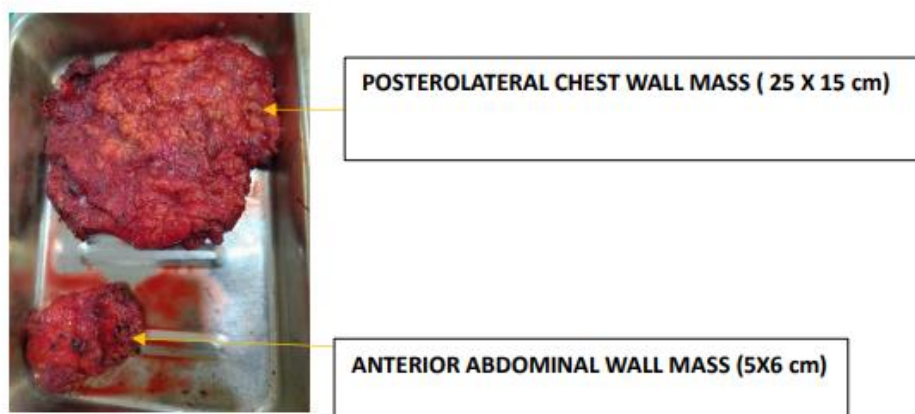 POSTEROLATERAL CHEST WALL MASS ( 25 X 15 cm)
ANTERIOR ABDOMINAL WALL MASS (5X6 cm)